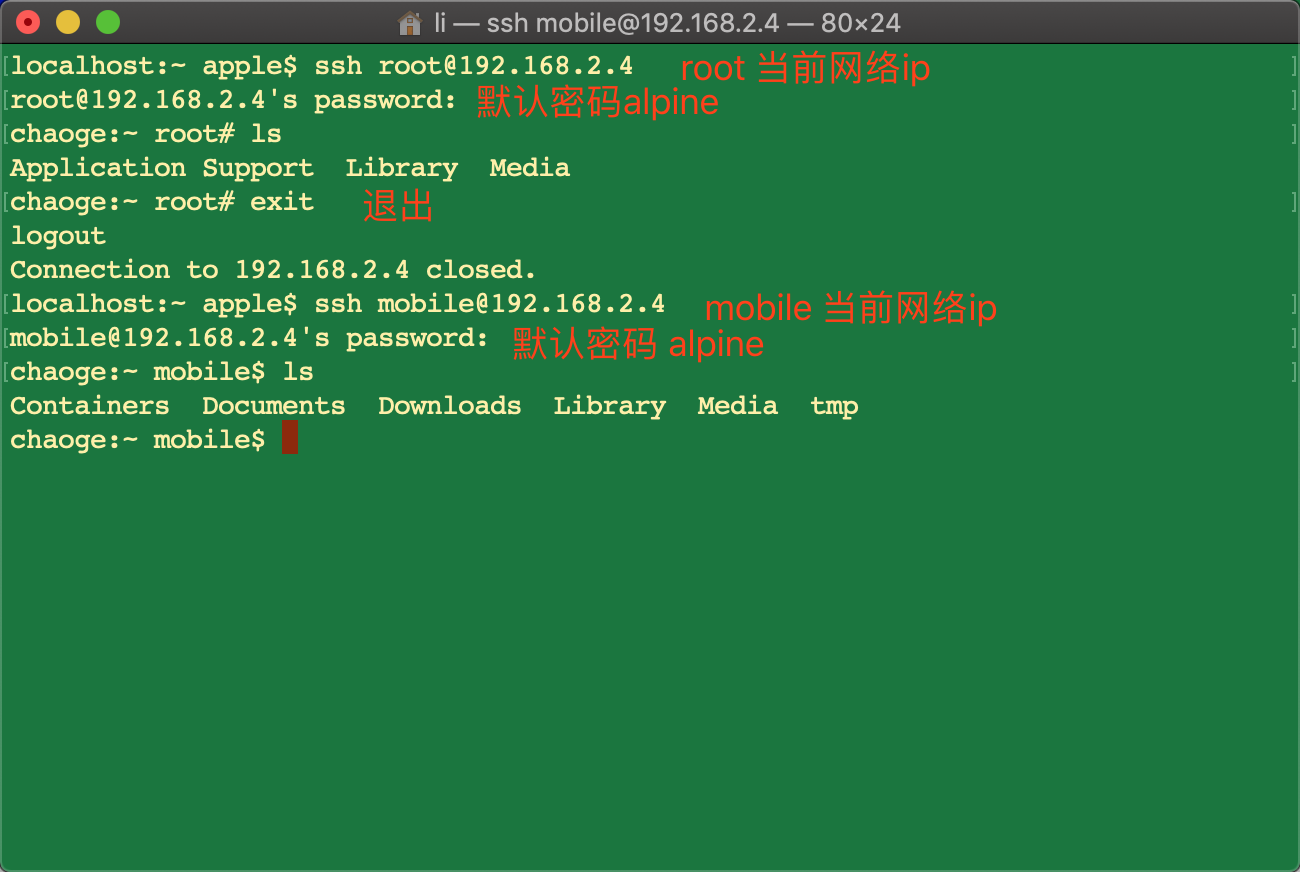 li — ssh mobile@192.168.2.4 — 80×24
localhost:~ apple$ ssh root@192.168.2.4 root 当前网络ip
root@192.168.2.4's password: 默认密码alpine
chaoge:~ root# ls
Application Support Library Media
chaoge:~ root# exit 退出
logout
Connection to 192.168.2.4 closed.
localhost:~ apple$ ssh mobile@192.168.2.4 mobile 当前网络ip
mobile@192.168.2.4's password: 默认密码 alpine
chaoge:~ mobile$ ls
Containers Documents Downloads Library Media tmp
chaoge:~ mobile$